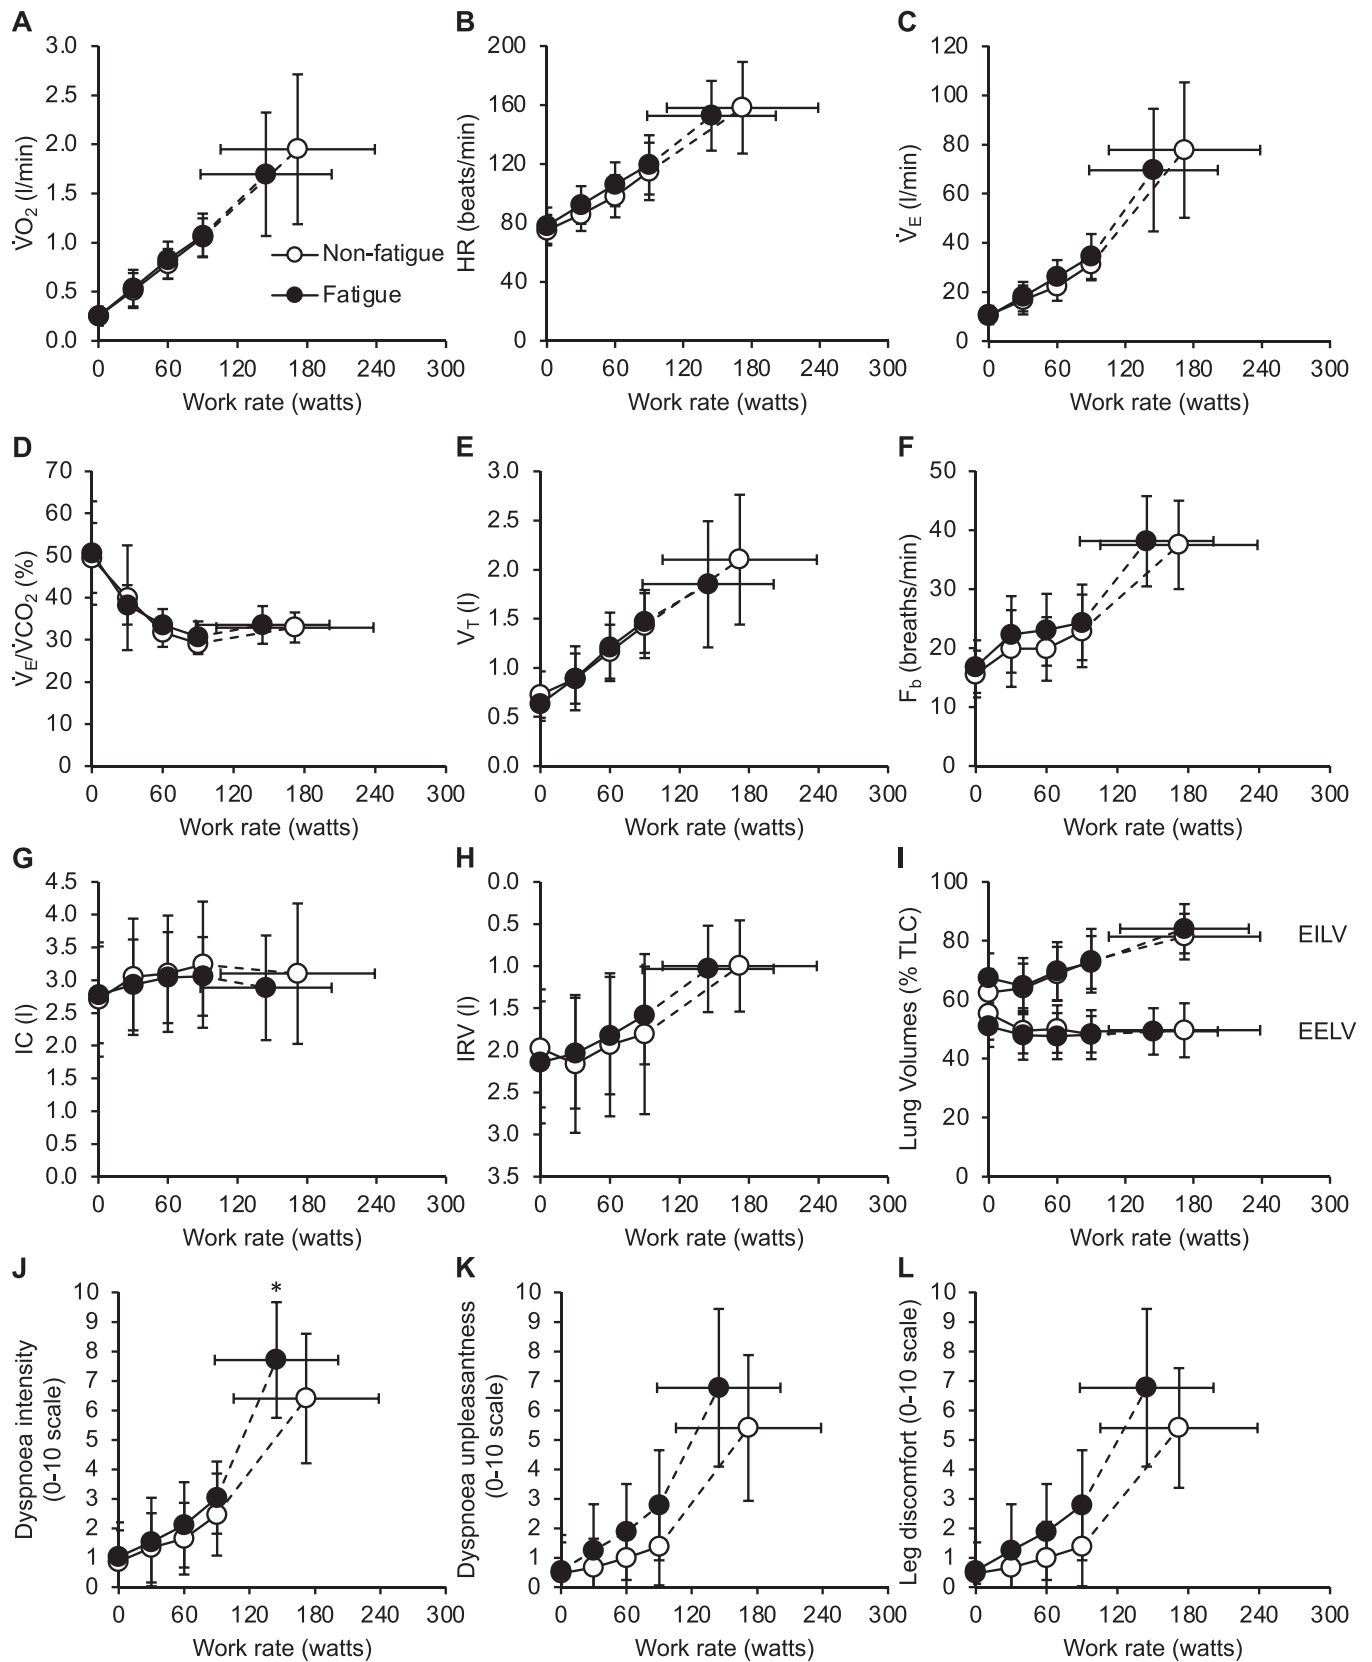 A
3.0
2.5
2.0
1.5
1.0
0.5
0.0
V̇O2 (l/min)
Non-fatigue
Fatigue
0 60 120 180 240 300
Work rate (watts)
B
200
160
120
80
40
0
HR (beats/min)
0 60 120 180 240 300
Work rate (watts)
C
120
100
80
60
40
20
0
V̇E (l/min)
0 60 120 180 240 300
Work rate (watts)
D
70
60
50
40
30
20
10
0
V̇E/V̇CO2 (%)
0 60 120 180 240 300
Work rate (watts)
E
3.0
2.5
2.0
1.5
1.0
0.5
0.0
VT (l)
0 60 120 180 240 300
Work rate (watts)
F
50
40
30
20
10
0
Fb (breaths/min)
0 60 120 180 240 300
Work rate (watts)
G
4.5
4.0
3.5
3.0
2.5
2.0
1.5
1.0
0.5
0.0
IC (l)
0 60 120 180 240 300
Work rate (watts)
H
0.0
0.5
1.0
1.5
2.0
2.5
3.0
3.5
IRV (l)
0 60 120 180 240 300
Work rate (watts)
I
100
80
60
40
20
0
Lung Volumes (% TLC)
EILV
EELV
0 60 120 180 240 300
Work rate (watts)
J
10
9
8
7
6
5
4
3
2
1
0
Dyspnoea intensity
(0-10 scale)
*
0 60 120 180 240 300
Work rate (watts)
K
10
9
8
7
6
5
4
3
2
1
0
Dyspnoea unpleasantness
(0-10 scale)
0 60 120 180 240 300
Work rate (watts)
L
10
9
8
7
6
5
4
3
2
1
0
Leg discomfort (0-10 scale)
0 60 120 180 240 300
Work rate (watts)